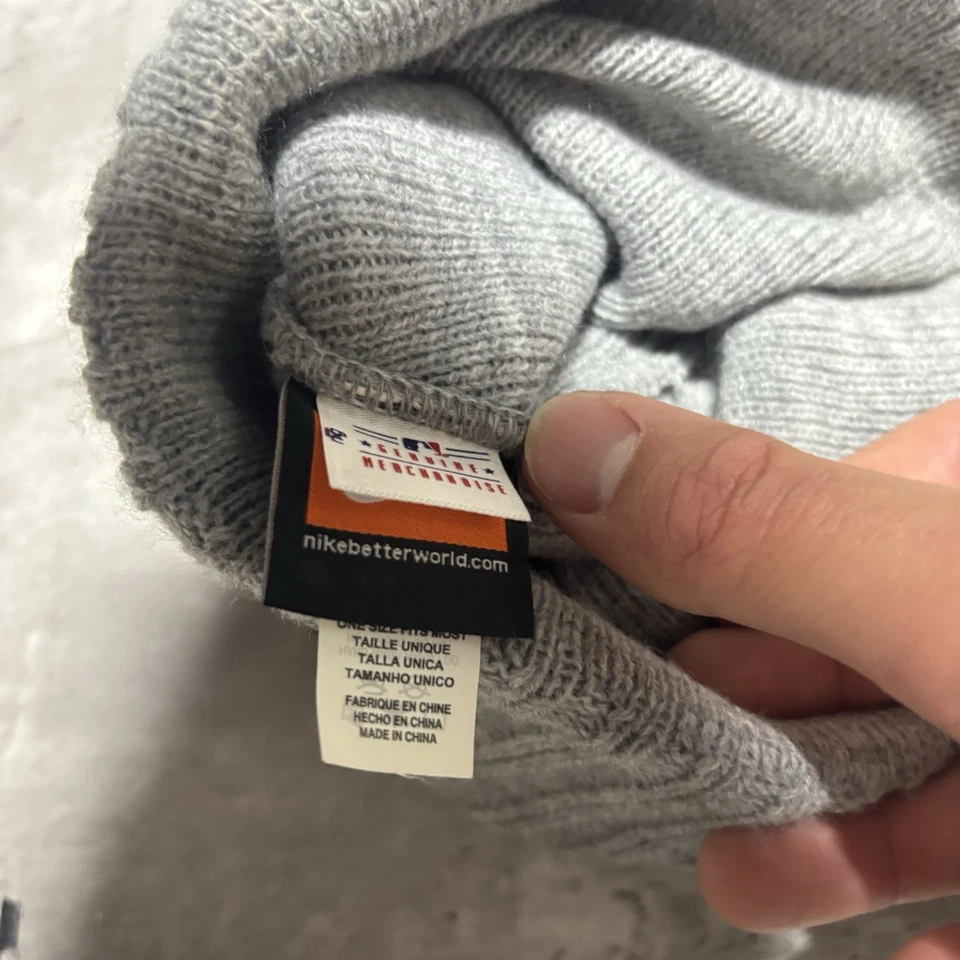 GENUINE
MERCHANDISE
nikebetterworld.com
ONE SIZE FITS MOST
TAILLE UNIQUE
TALLA UNICA
TAMANHO UNICO
FABRIQUE EN CHINE
HECHO EN CHINA
MADE IN CHINA